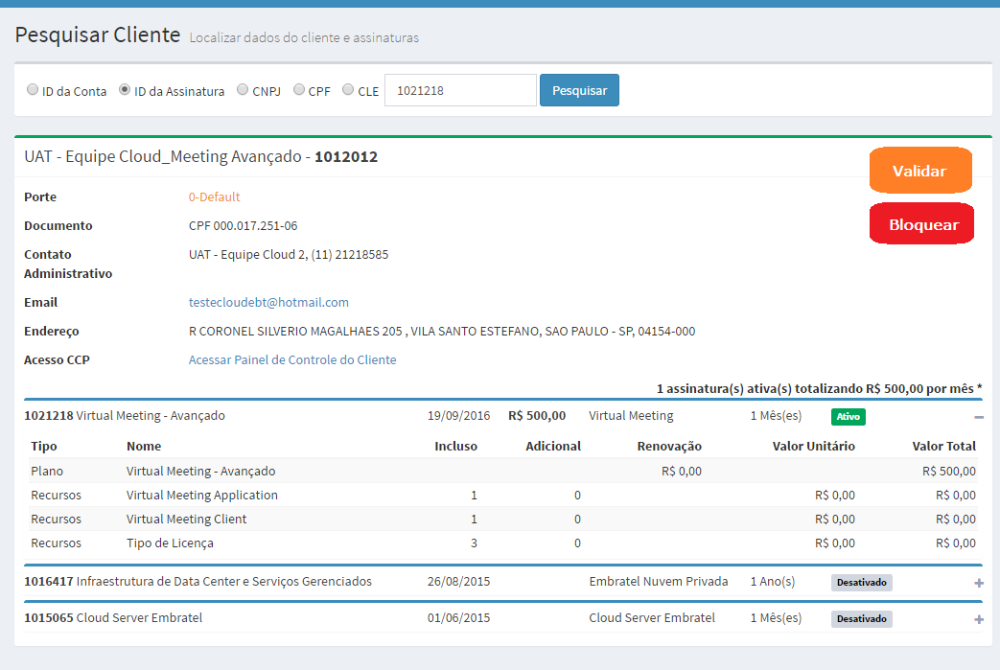 Pesquisar Cliente Localizar dados do cliente e assinaturas
ID da Conta ID da Assinatura CNPJ CPF CLE 1021218 Pesquisar
UAT - Equipe Cloud_Meeting Avançado - 1012012
Validar
Bloquear
Porte 0-Default
Documento CPF 000.017.251-06
Contato Administrativo UAT - Equipe Cloud 2, (11) 21218585
Email testecloudebt@hotmail.com
Endereço R CORONEL SILVERIO MAGALHAES 205 , VILA SANTO ESTEFANO, SAO PAULO - SP, 04154-000
Acesso CCP Acessar Painel de Controle do Cliente
1 assinatura(s) ativa(s) totalizando R$ 500,00 por mês *
1021218 Virtual Meeting - Avançado 19/09/2016 R$ 500,00 Virtual Meeting 1 Mês(es) Ativo
Tipo Nome Incluso Adicional Renovação Valor Unitário Valor Total
Plano Virtual Meeting - Avançado R$ 0,00 R$ 500,00
Recursos Virtual Meeting Application 1 0 R$ 0,00 R$ 0,00
Recursos Virtual Meeting Client 1 0 R$ 0,00 R$ 0,00
Recursos Tipo de Licença 3 0 R$ 0,00 R$ 0,00
1016417 Infraestrutura de Data Center e Serviços Gerenciados 26/08/2015 Embratel Nuvem Privada 1 Ano(s) Desativado
1015065 Cloud Server Embratel 01/06/2015 Cloud Server Embratel 1 Mês(es) Desativado